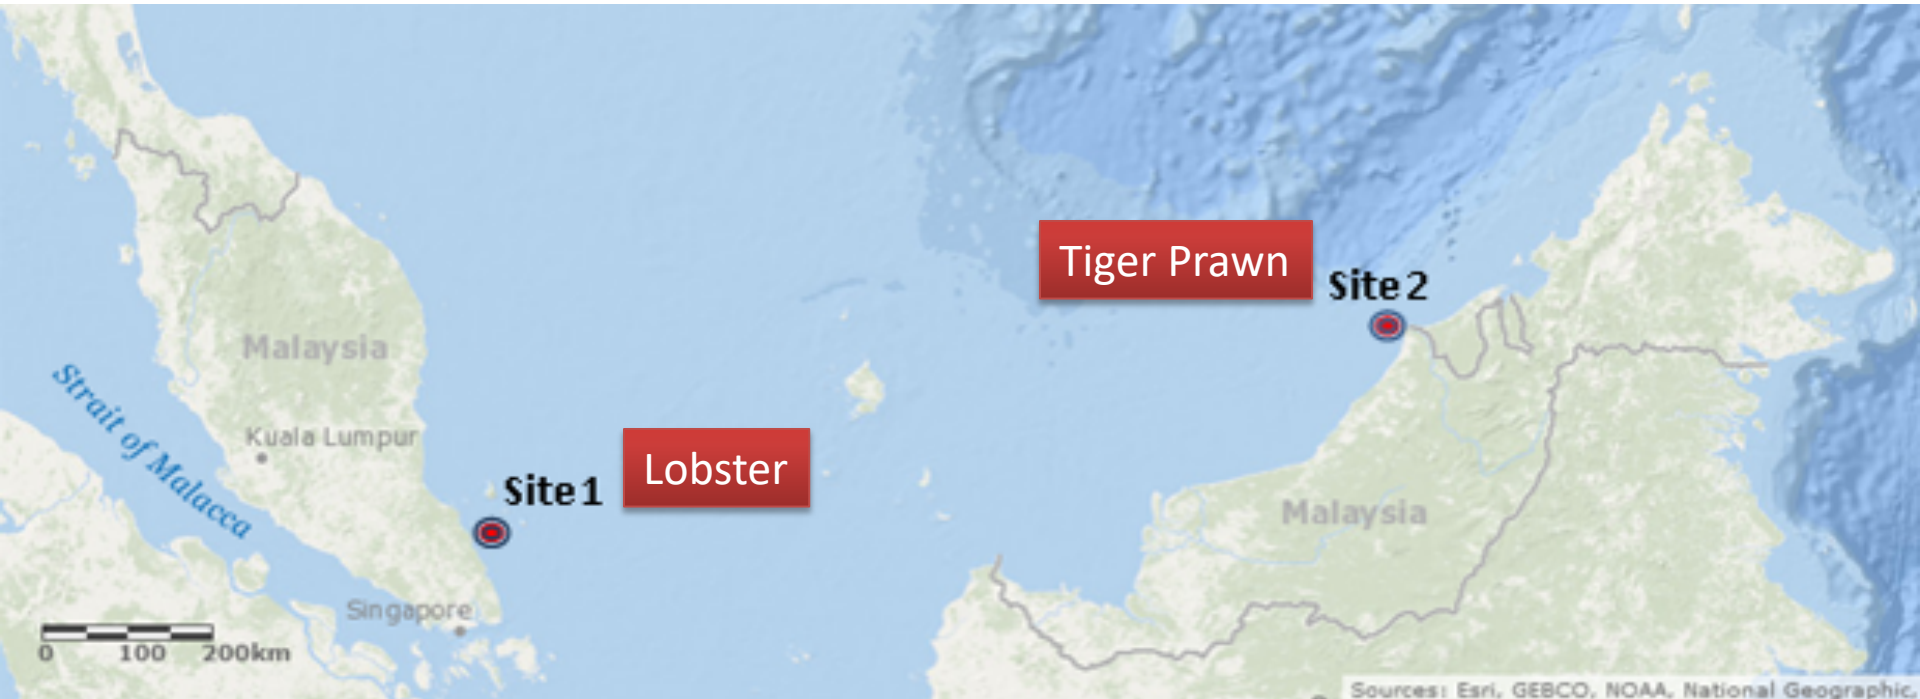 Tiger Prawn
Site 2
Malaysia
Strait of Malacca
Kuala Lumpur
Lobster
Site 1
Malaysia
Singapore
0 100 200km
Sources: Esri, GEBCO, NOAA, National Geographic,